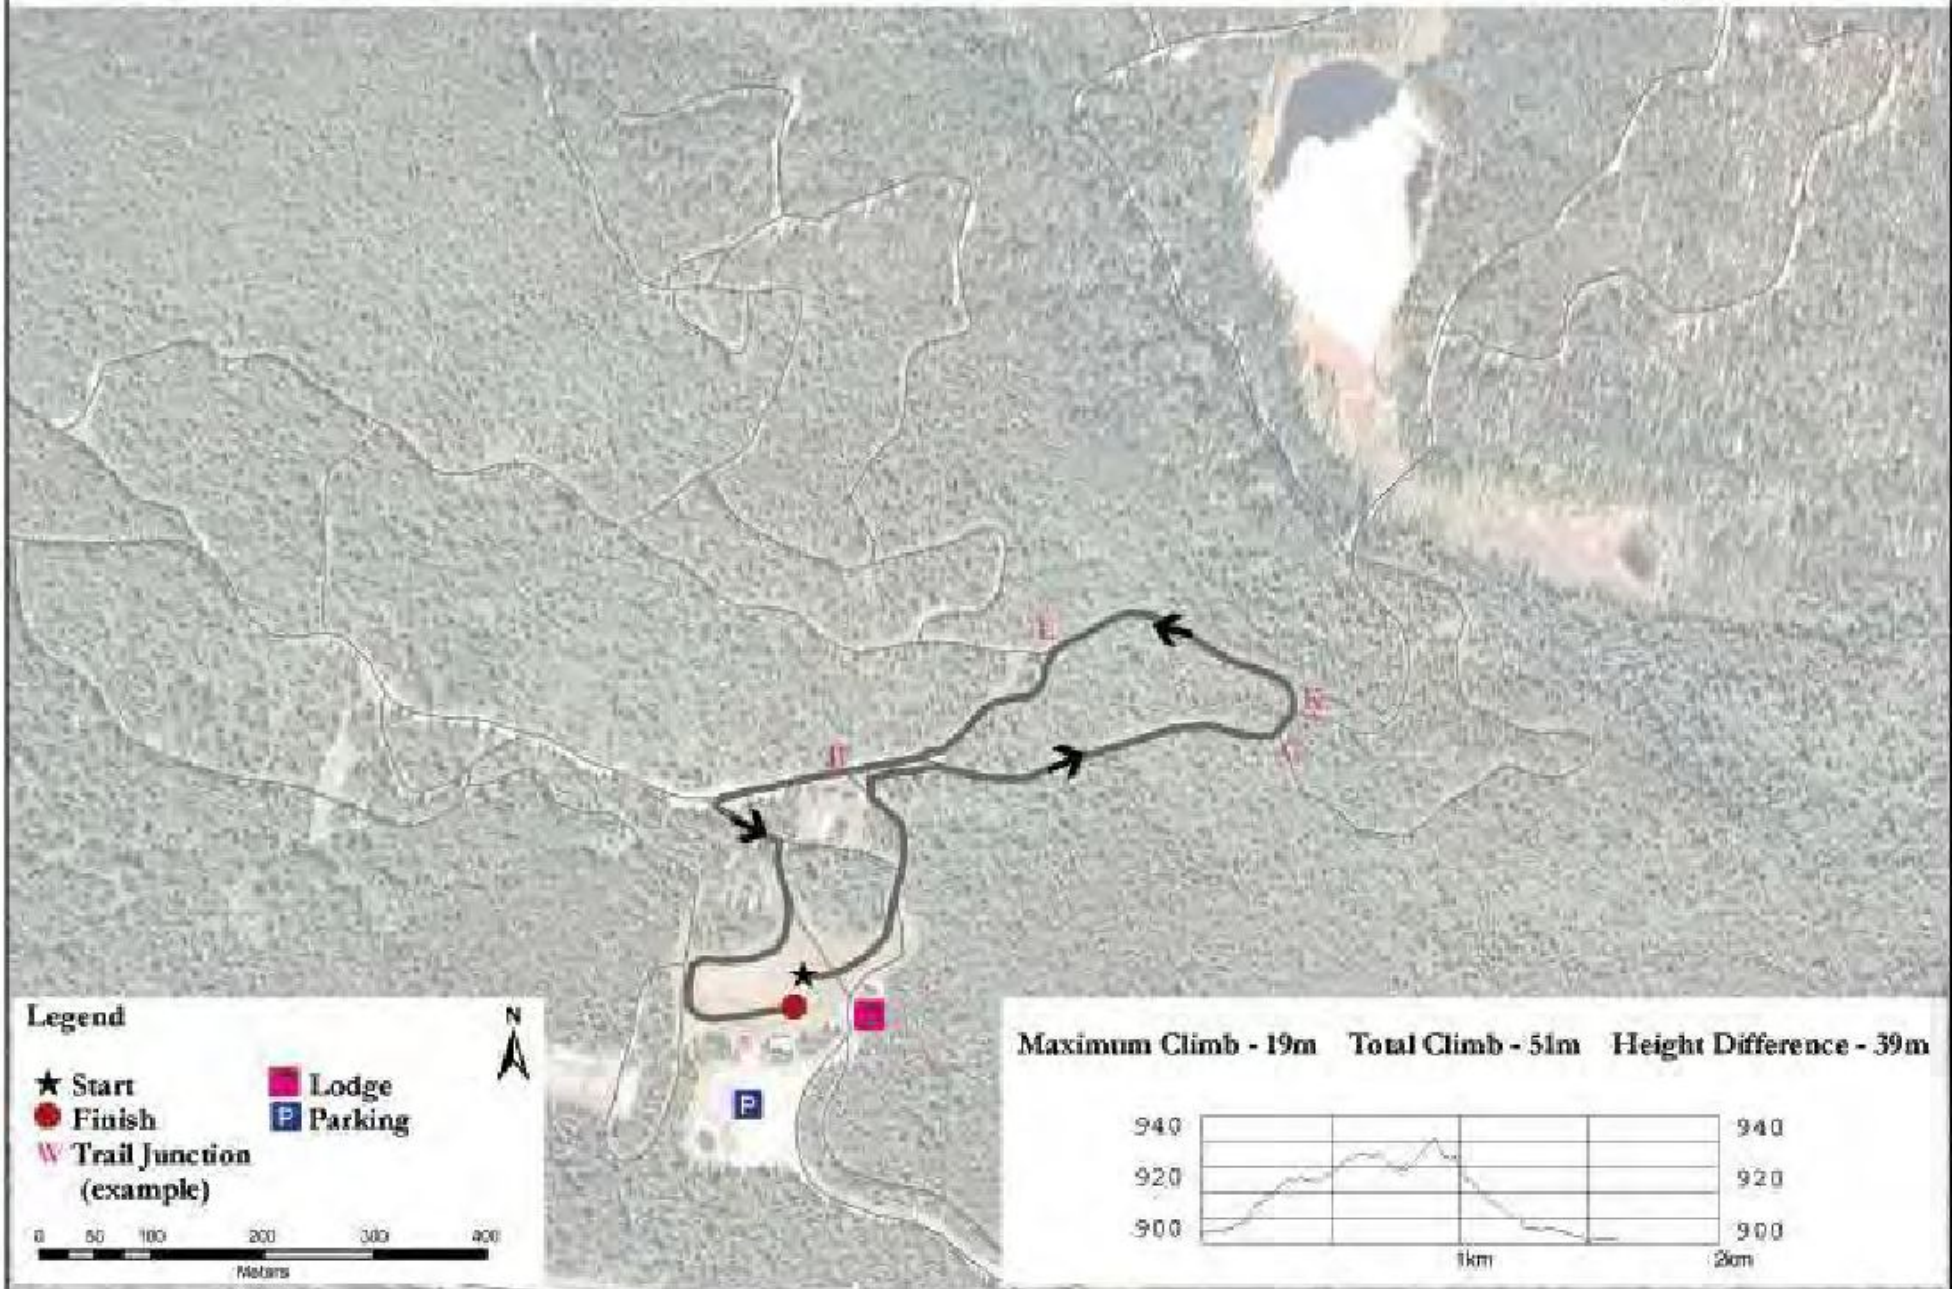 E
Legend
N
Start
Lodge
Finish
P Parking
W Trail Junction
(example)
0 50 100 200 300 400
Meters
P
Maximum Climb - 19m Total Climb - 51m Height Difference - 39m
940 940
920 920
900 900
1km 2km